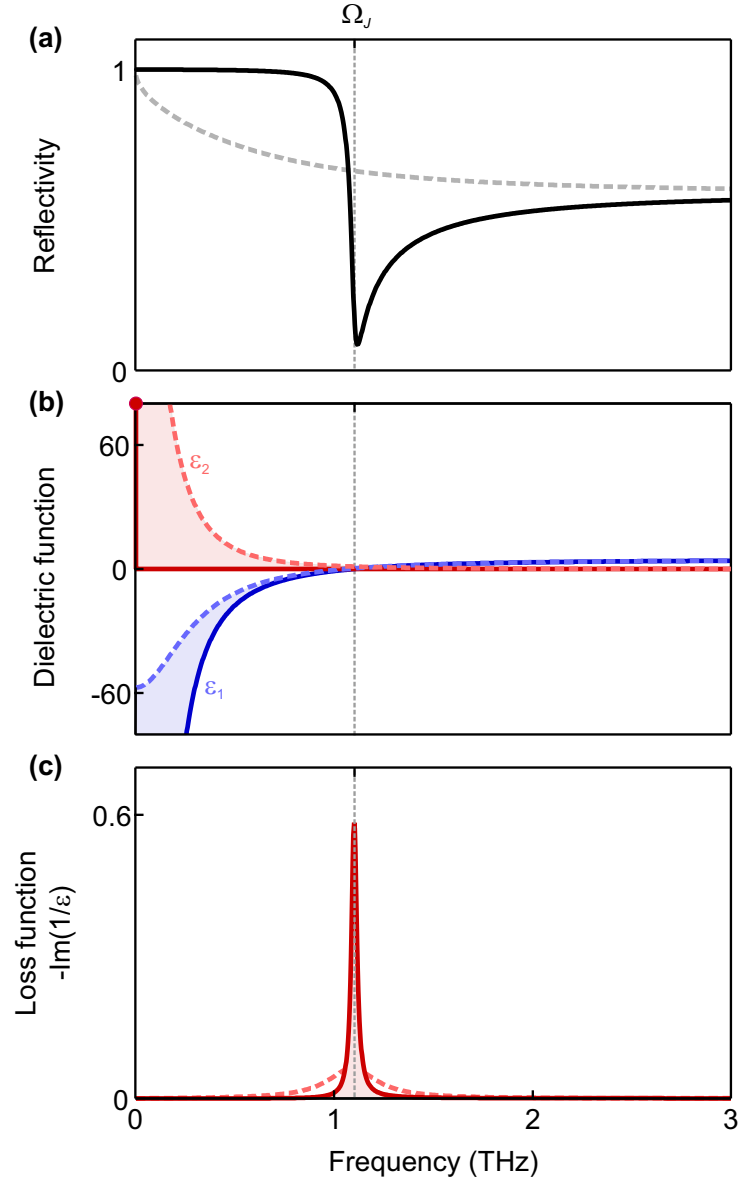 Ω_J
(a)
1
Reflectivity
0
(b)
60
ε₂
Dielectric function
0
ε₁
-60
(c)
0.6
Loss function
-Im(1/ε)
0
0 1 2 3
Frequency (THz)